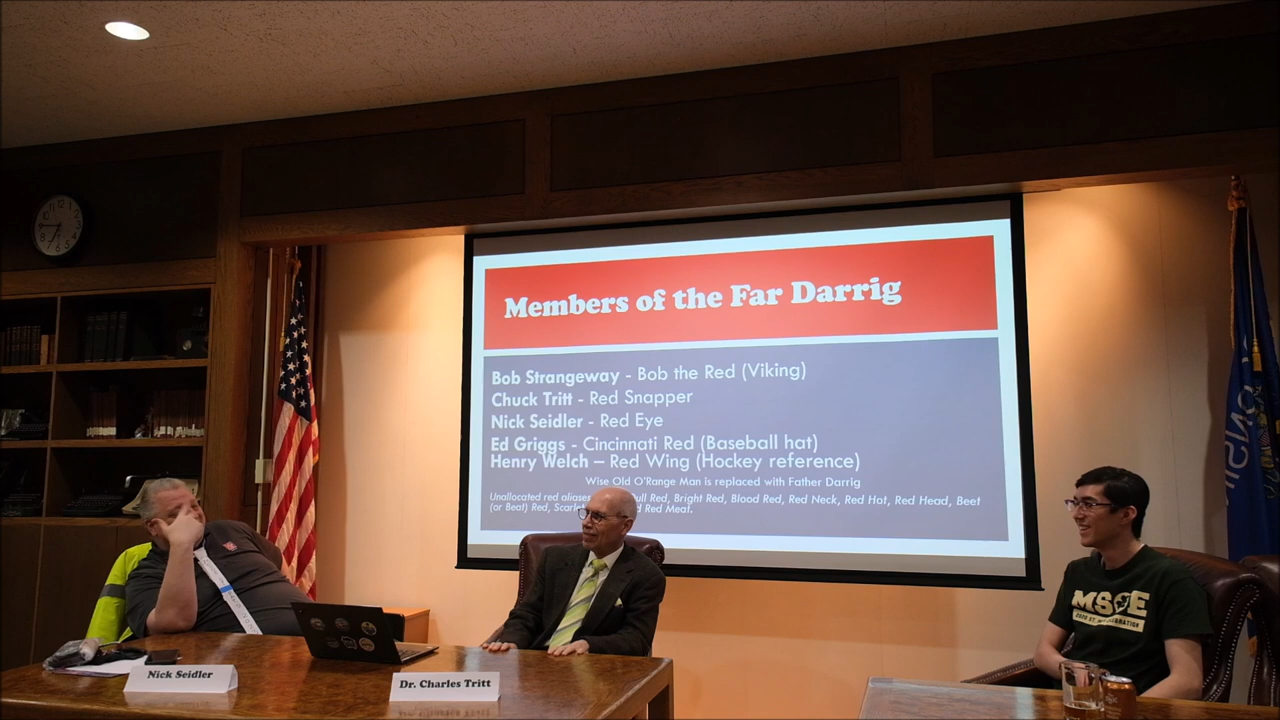 Members of the Far Darrig
Bob Strangeway - Bob the Red (Viking)
Chuck Tritt - Red Snapper
Nick Seidler - Red Eye
Ed Griggs - Cincinnati Red (Baseball hat)
Henry Welch – Red Wing (Hockey reference)
Wise Old O'Range Man is replaced with Father Darrig
Unallocated red aliases Red, Bright Red, Blood Red, Red Neck, Red Hot, Red Head, Beet
(or Beat) Red, Red Meat.
Nick Seidler
Dr. Charles Tritt
MSOE